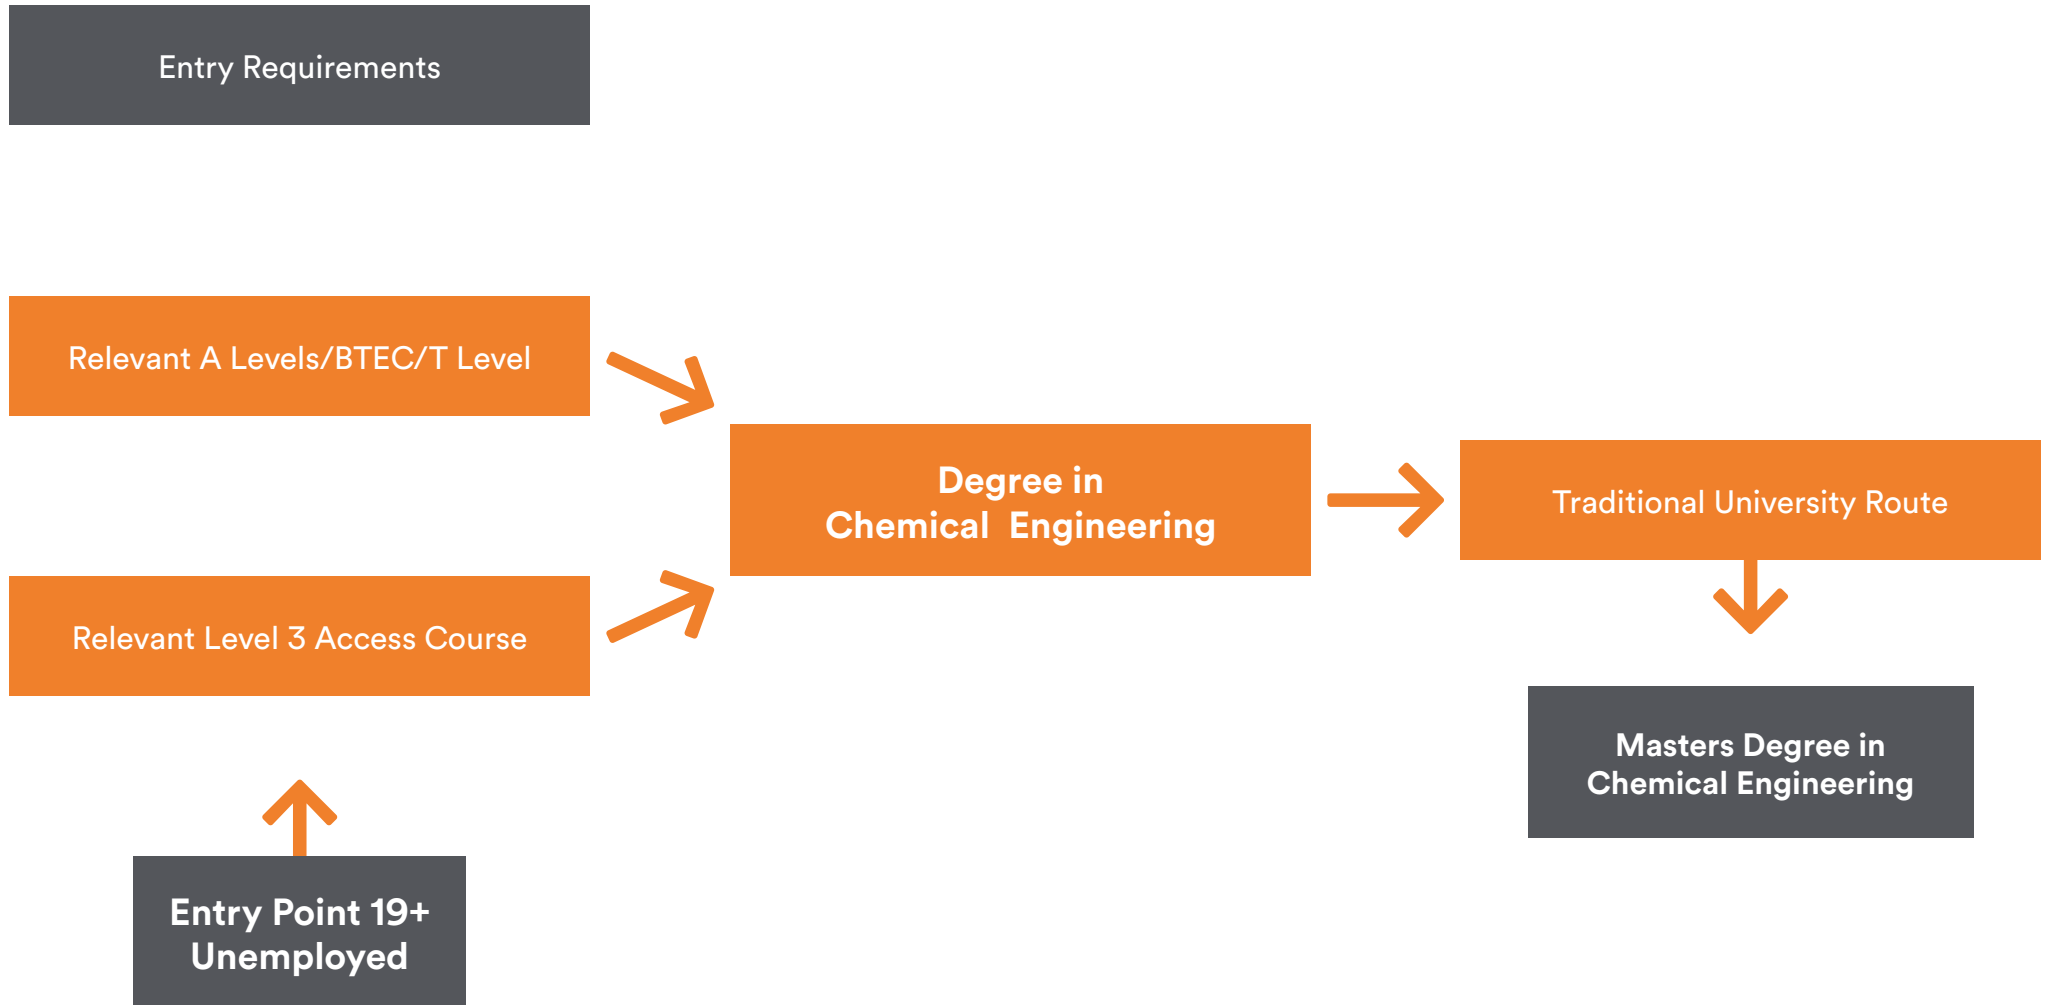 Entry Requirements
Relevant A Levels/BTEC/T Level
Relevant Level 3 Access Course
Entry Point 19+
Unemployed
Degree in
Chemical  Engineering
Traditional University Route
Masters Degree in
Chemical Engineering